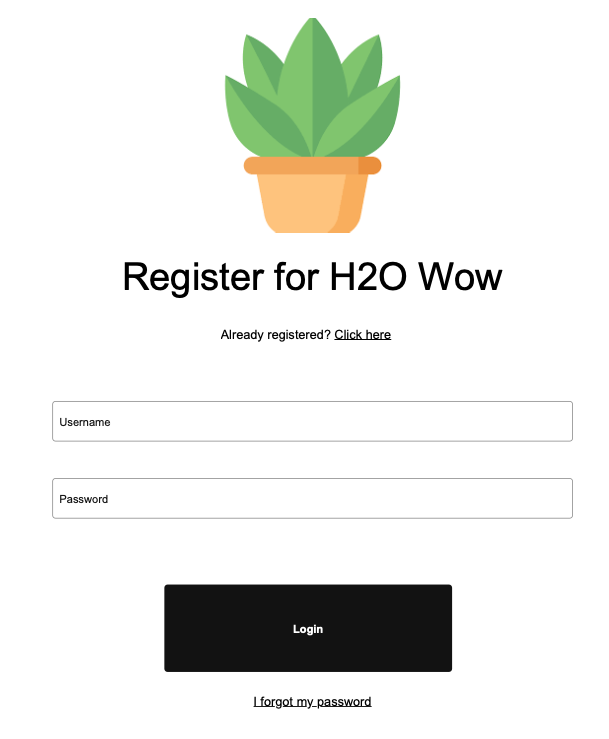 Register for H2O Wow
Already registered? Click here
Username
Password
Login
I forgot my password